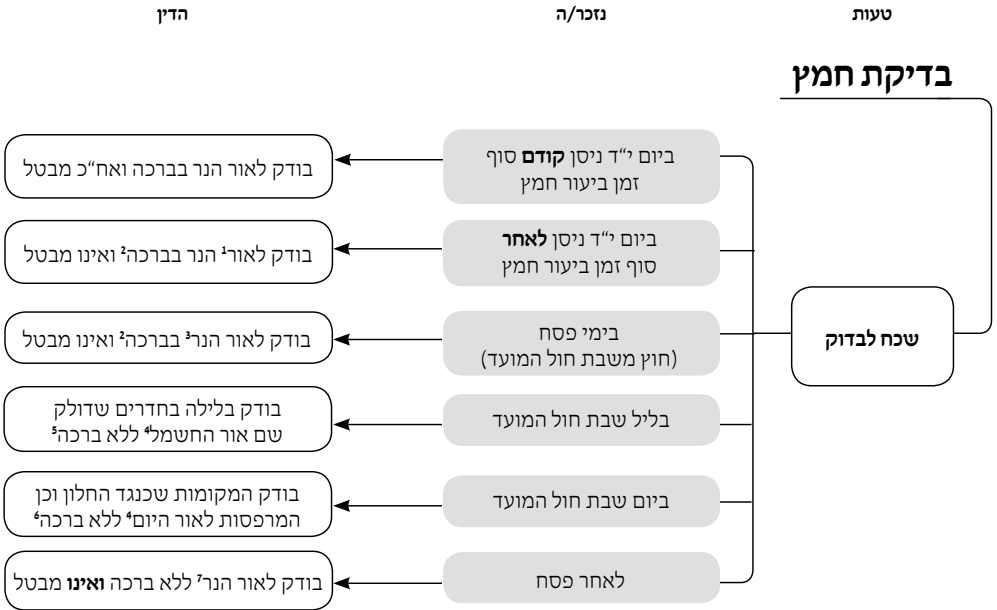 טעות
נזכר/ה
הדין
בדיקת חמץ
שכח לבדוק
ביום י"ד ניסן קודם סוף
זמן ביעור חמץ
בודק לאור הנר בברכה ואח"כ מבטל
ביום י"ד ניסן לאחר
סוף זמן ביעור חמץ
בודק לאור¹ הנר בברכה² ואינו מבטל
בימי פסח
(חוץ משבת חול המועד)
בודק לאור הנר³ בברכה² ואינו מבטל
בליל שבת חול המועד
בודק בלילה בחדרים שדולק
שם אור החשמל⁴ ללא ברכה⁵
ביום שבת חול המועד
בודק המקומות שכנגד החלון וכן
המרפסות לאור היום⁴ ללא ברכה⁶
לאחר פסח
בודק לאור הנר⁷ ללא ברכה ואינו מבטל